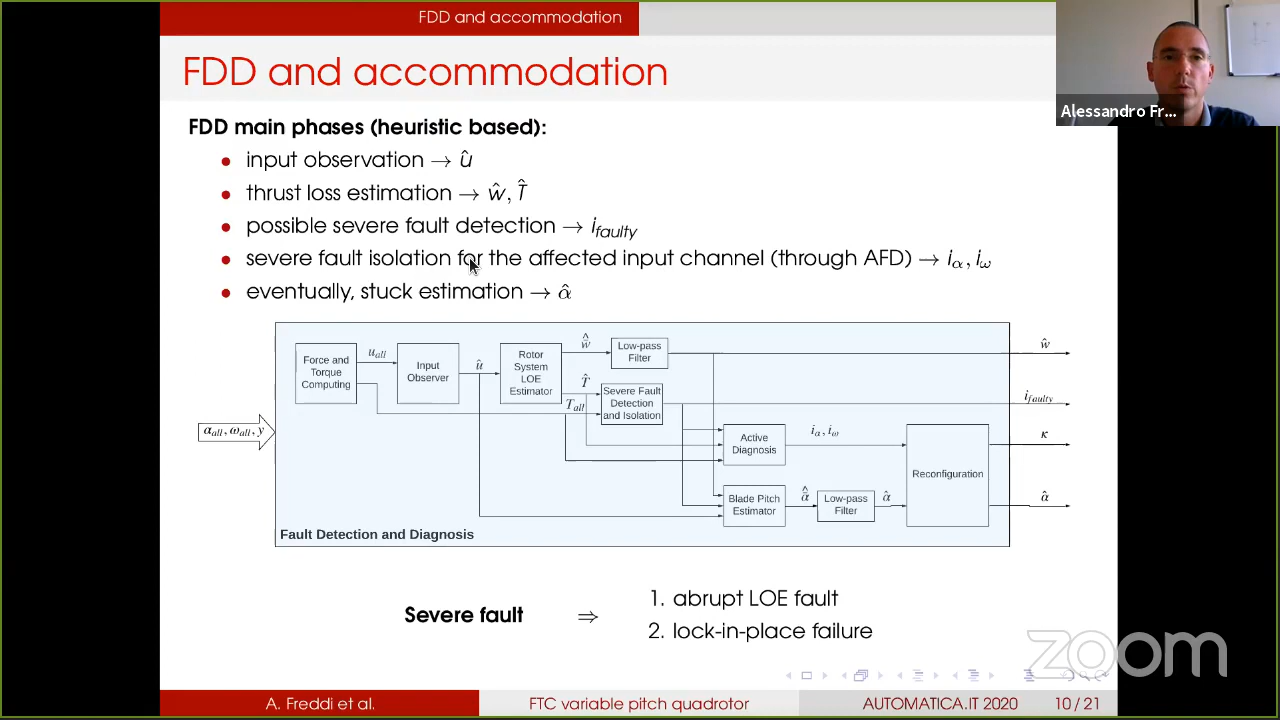 FDD and accommodation
FDD and accommodation
Alessandro Fr...
FDD main phases (heuristic based):
• input observation → û
• thrust loss estimation → ŵ, T̂
• possible severe fault detection → i_faulty
• severe fault isolation for the affected input channel (through AFD) → i_α, i_ω
• eventually, stuck estimation → α̂
Force and
Torque
Computing
u_all
Input
Observer
û
Rotor
System
LOE
Estimator
ŵ̂
Low-pass
Filter
ŵ
T̂
T_all
Severe Fault
Detection
and Isolation
i_faulty
α_all, ω_all, y
Active
Diagnosis
i_α, i_ω
Reconfiguration
κ
Blade Pitch
Estimator
α̂̂
Low-pass
Filter
α̂
α̂
Fault Detection and Diagnosis
Severe fault ⇒
1. abrupt LOE fault
2. lock-in-place failure
zoom
A. Freddi et al.
FTC variable pitch quadrotor
AUTOMATICA.IT 2020
10 / 21